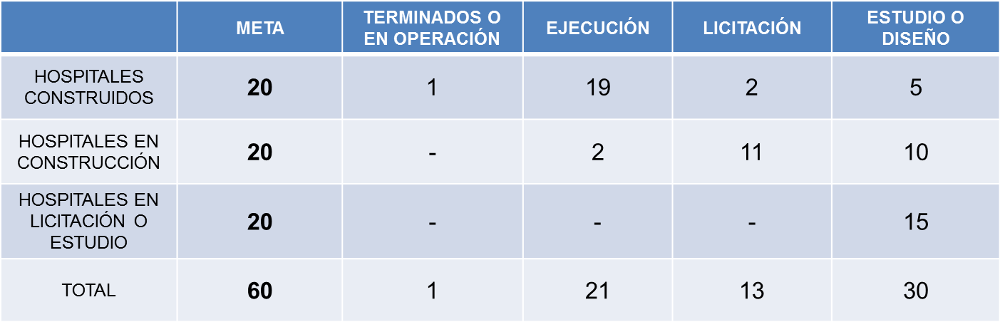 META
TERMINADOS O
EN OPERACIÓN
EJECUCIÓN
LICITACIÓN
ESTUDIO O
DISEÑO
HOSPITALES
CONSTRUIDOS
20
1
19
2
5
HOSPITALES EN
CONSTRUCCIÓN
20
-
2
11
10
HOSPITALES EN
LICITACIÓN O
ESTUDIO
20
-
-
-
15
TOTAL
60
1
21
13
30